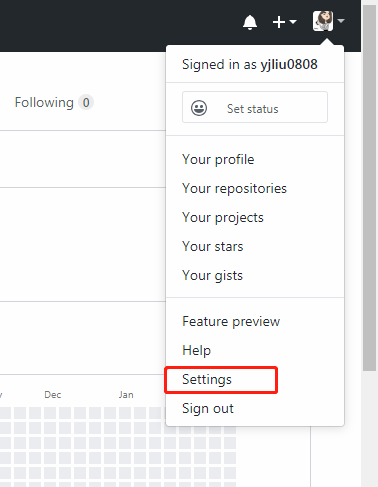 Signed in as yjliu0808
Following 0
Set status
Your profile
Your repositories
Your projects
Your stars
Your gists
Feature preview
Help
Settings
Dec Jan
Sign out